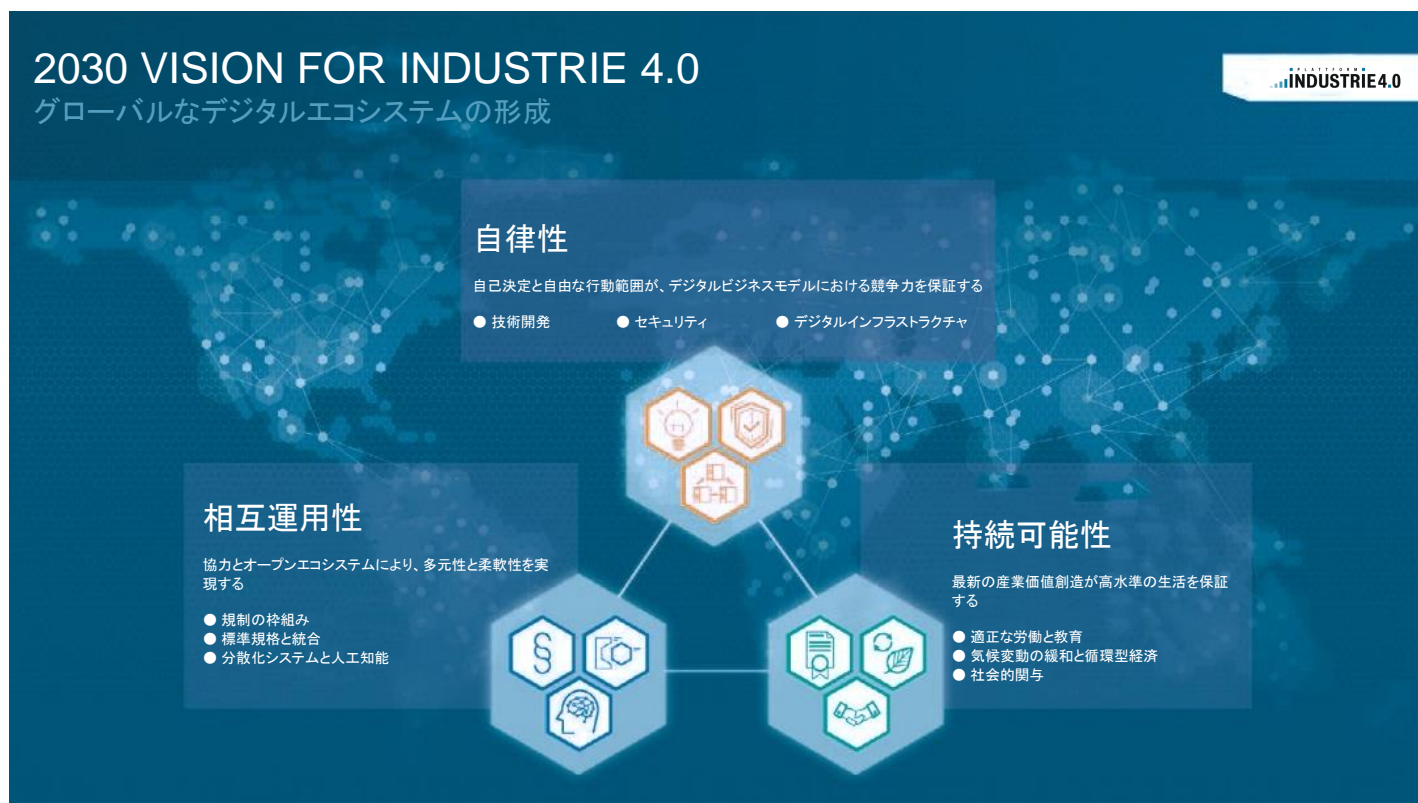 2030 VISION FOR INDUSTRIE 4.0
グローバルなデジタルエコシステムの形成
PLATTFORM
INDUSTRIE4.0
自律性
自己決定と自由な行動範囲が、デジタルビジネスモデルにおける競争力を保証する
● 技術開発 ● セキュリティ ● デジタルインフラストラクチャ
相互運用性
協力とオープンエコシステムにより、多元性と柔軟性を実
現する
● 規制の枠組み
● 標準規格と統合
● 分散化システムと人工知能
§
持続可能性
最新の産業価値創造が高水準の生活を保証
する
● 適正な労働と教育
● 気候変動の緩和と循環型経済
● 社会的関与